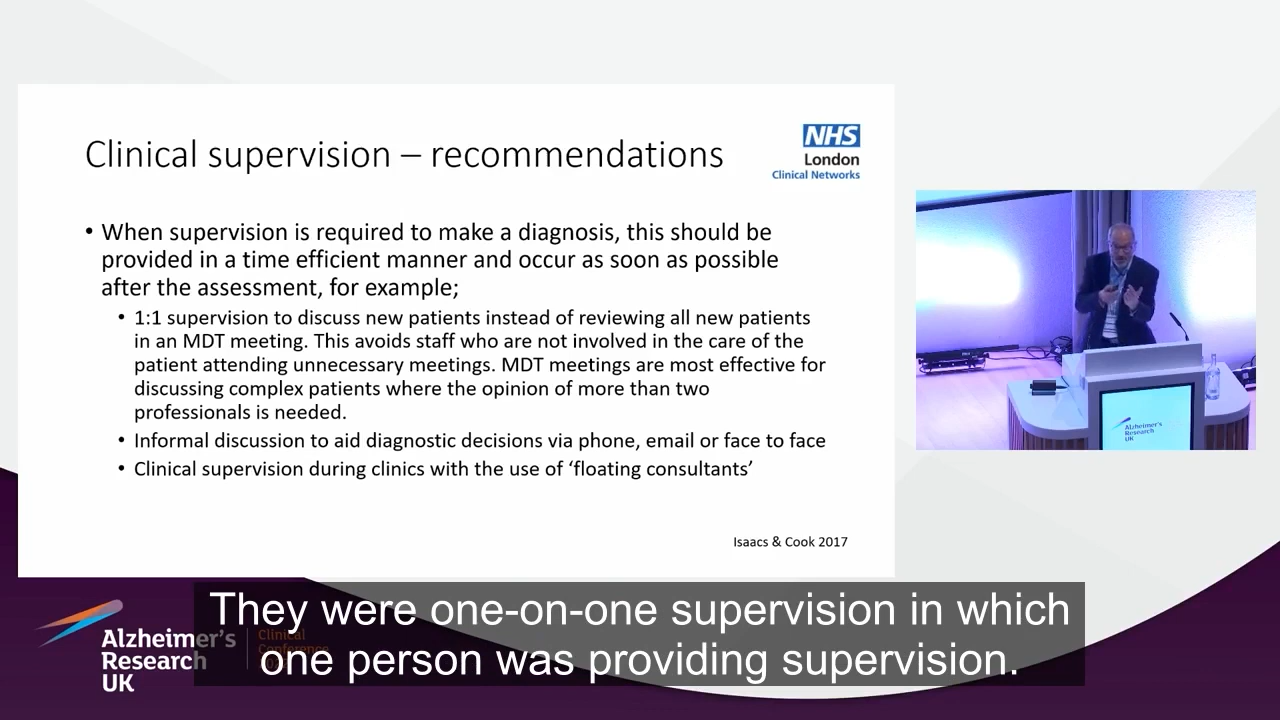 Clinical supervision – recommendations
NHS
London
Clinical Networks
• When supervision is required to make a diagnosis, this should be
provided in a time efficient manner and occur as soon as possible
after the assessment, for example;
• 1:1 supervision to discuss new patients instead of reviewing all new patients
in an MDT meeting. This avoids staff who are not involved in the care of the
patient attending unnecessary meetings. MDT meetings are most effective for
discussing complex patients where the opinion of more than two
professionals is needed.
• Informal discussion to aid diagnostic decisions via phone, email or face to face
• Clinical supervision during clinics with the use of ‘floating consultants’
Isaacs & Cook 2017
Alzheimer's
Research
UK
They were one-on-one supervision in which
one person was providing supervision.
Alzheimer's
Research
UK
Clinical
Conference